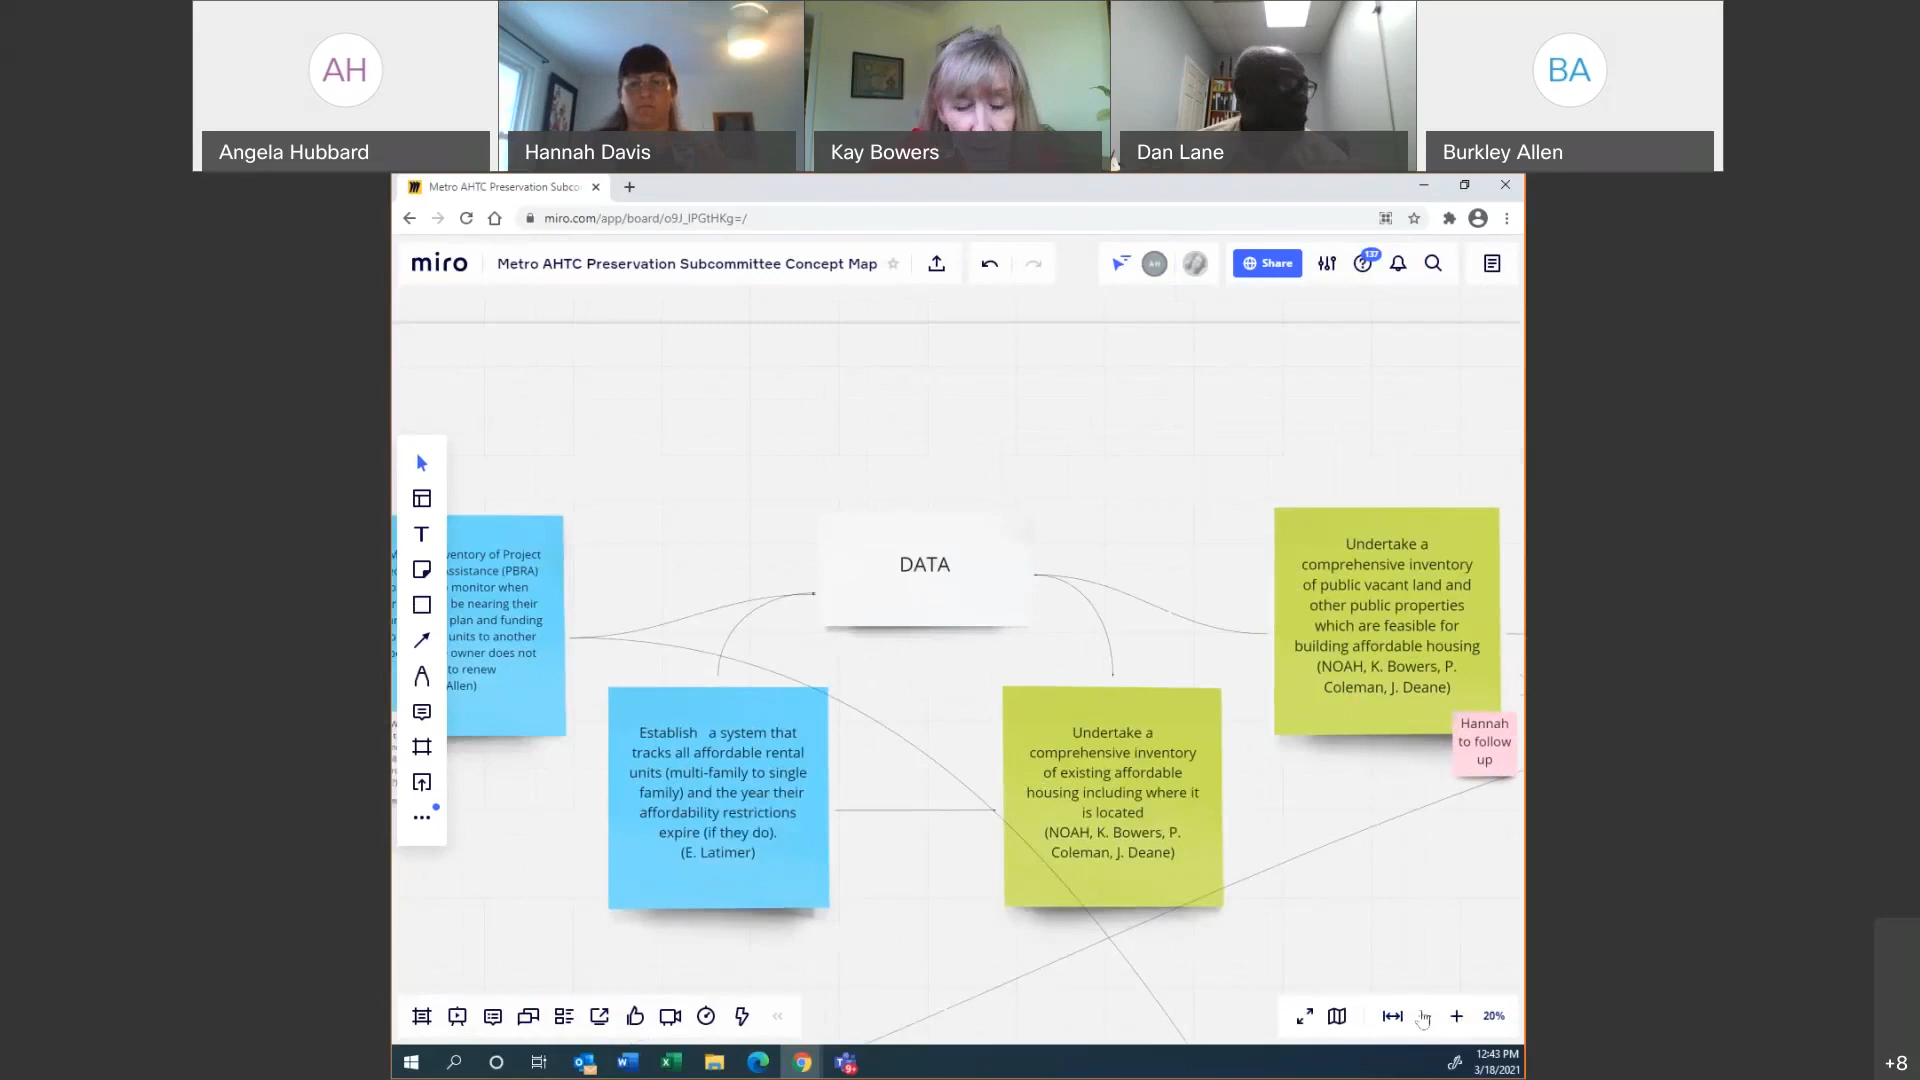 AH
BA
Angela Hubbard
Hannah Davis
Kay Bowers
Dan Lane
Burkley Allen
Metro AHTC Preservation Subco
miro.com/app/board/o9J_lPGtHKg=/
miro
Metro AHTC Preservation Subcommittee Concept Map
AH
Share
137
entory of Project
ssistance (PBRA)
monitor when
be nearing their
plan and funding
units to another
owner does not
to renew
Allen)
DATA
Establish a system that
tracks all affordable rental
units (multi-family to single
family) and the year their
affordability restrictions
expire (if they do).
(E. Latimer)
Undertake a
comprehensive inventory
of existing affordable
housing including where it
is located
(NOAH, K. Bowers, P.
Coleman, J. Deane)
Undertake a
comprehensive inventory
of public vacant land and
other public properties
which are feasible for
building affordable housing
(NOAH, K. Bowers, P.
Coleman, J. Deane)
Hannah
to follow
up
20%
9+
12:43 PM
3/18/2021
+8